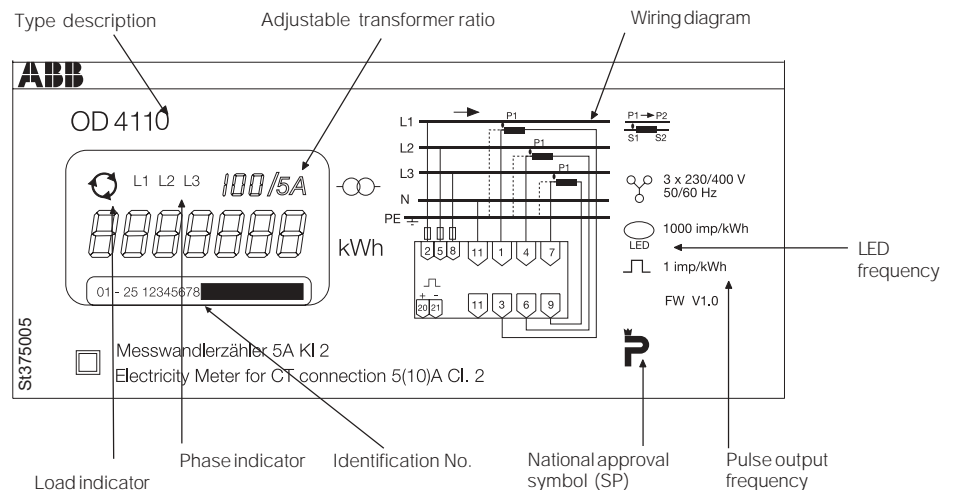 Type description
Adjustable transformer ratio
Wiring diagram
ABB
OD 4110
L1 L2 L3 100/5A
8888888
kWh
01 - 25 12345678
St375005
Messwandlerzähler 5A Kl 2
Electricity Meter for CT connection 5(10)A Cl. 2
L1
P1
L2
P1
L3
P1
N
PE
2 5 8 11 1 4 7
+ -
20 21 11 3 6 9
P1 → P2
S1 S2
3 x 230/400 V
50/60 Hz
1000 imp/kWh
LED
1 imp/kWh
FW V1.0
P
LED
frequency
Load indicator
Phase indicator
Identification No.
National approval
symbol (SP)
Pulse output
frequency